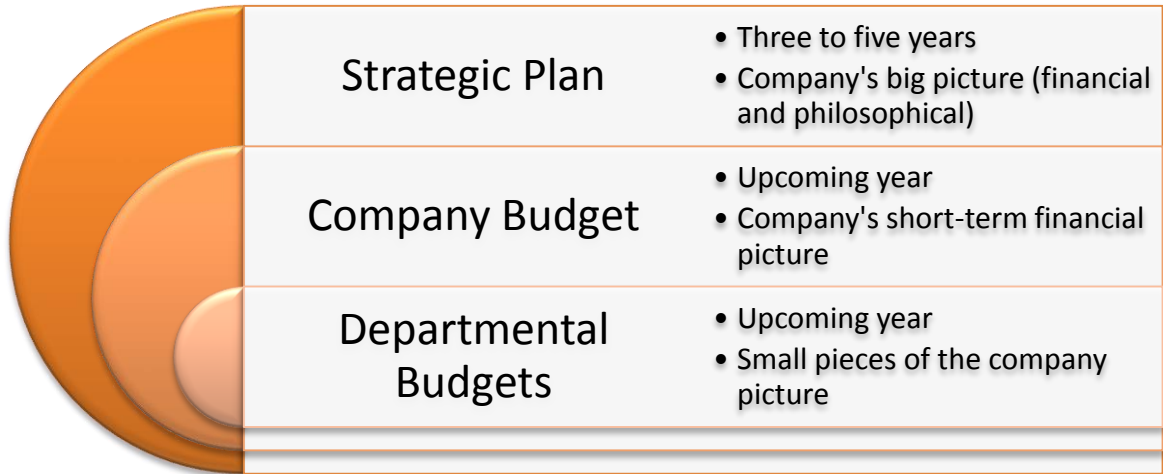 Strategic Plan
• Three to five years
• Company's big picture (financial
and philosophical)
Company Budget
• Upcoming year
• Company's short-term financial
picture
Departmental
Budgets
• Upcoming year
• Small pieces of the company
picture